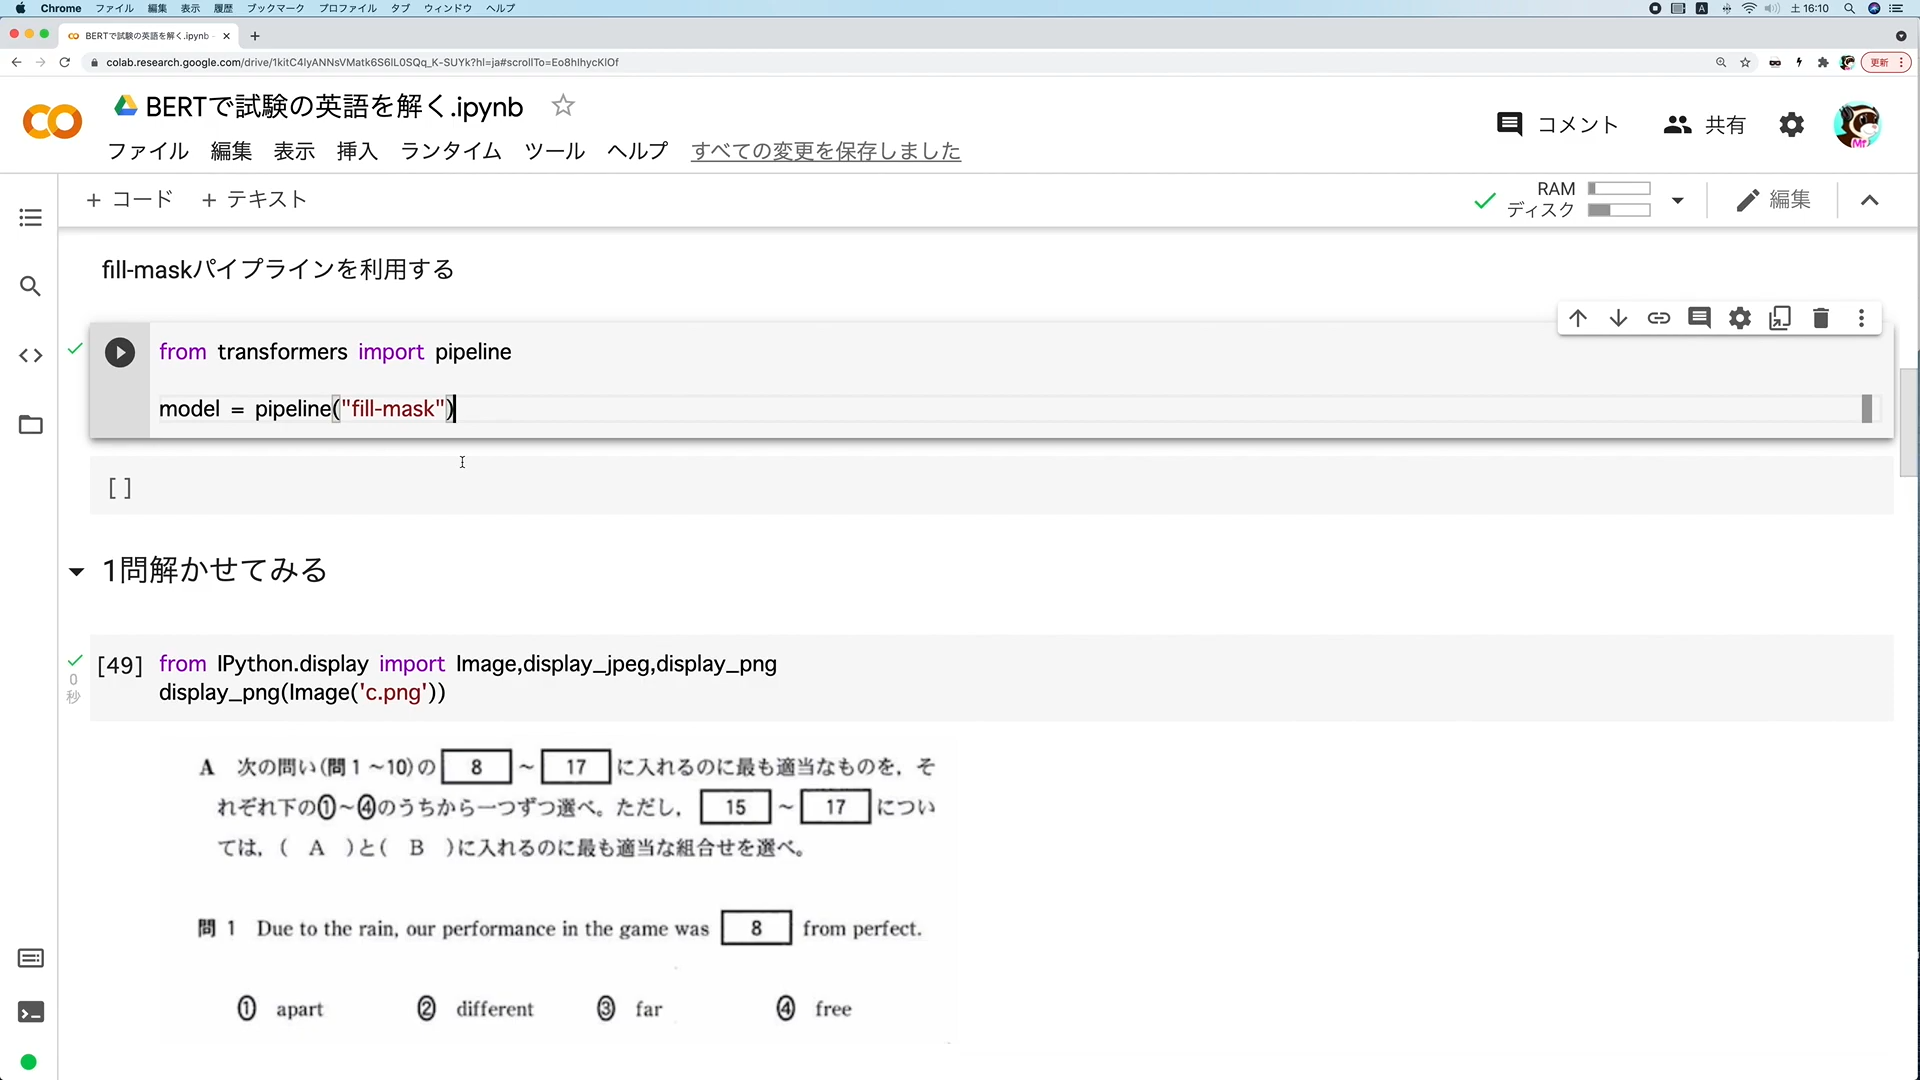 Chrome ファイル 編集 表示 履歴 ブックマーク プロファイル タブ ウィンドウ ヘルプ A 土16:10
BERTで試験の英語を解く.ipynb -
colab.research.google.com/drive/1kitC4lyANNsVMatk6S6lL0SQq_K-SUYk?hl=ja#scrollTo=Eo8hIhycKlOf 更新
BERTで試験の英語を解く.ipynb
コメント 共有
ファイル 編集 表示 挿入 ランタイム ツール ヘルプ すべての変更を保存しました
+ コード + テキスト RAM ディスク 編集
fill-maskパイプラインを利用する
from transformers import pipeline
model = pipeline("fill-mask")
[ ]
1問解かせてみる
[49] from IPython.display import Image,display_jpeg,display_png
0秒 display_png(Image('c.png'))
A 次の問い(問1~10)の 8 ~ 17 に入れるのに最も適当なものを，そ
れぞれ下の①~④のうちから一つずつ選べ。ただし， 15 ~ 17 につい
ては，( A )と( B )に入れるのに最も適当な組合せを選べ。
問1 Due to the rain, our performance in the game was 8 from perfect.
① apart ② different ③ far ④ free